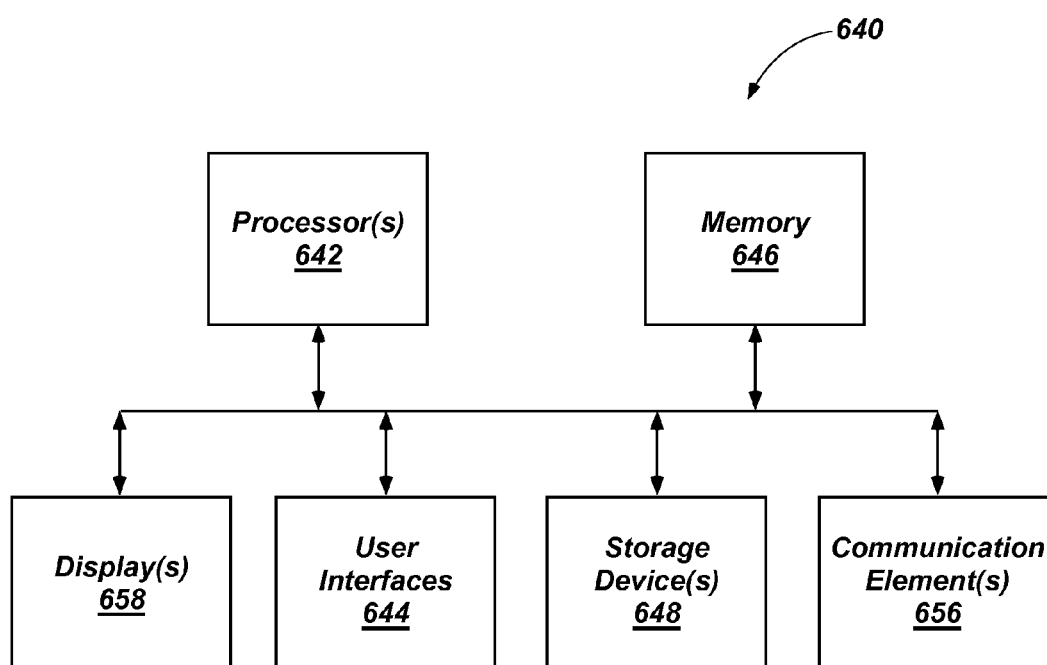 640
Processor(s)
642
Memory
646
Display(s)
658
User
Interfaces
644
Storage
Device(s)
648
Communication
Element(s)
656